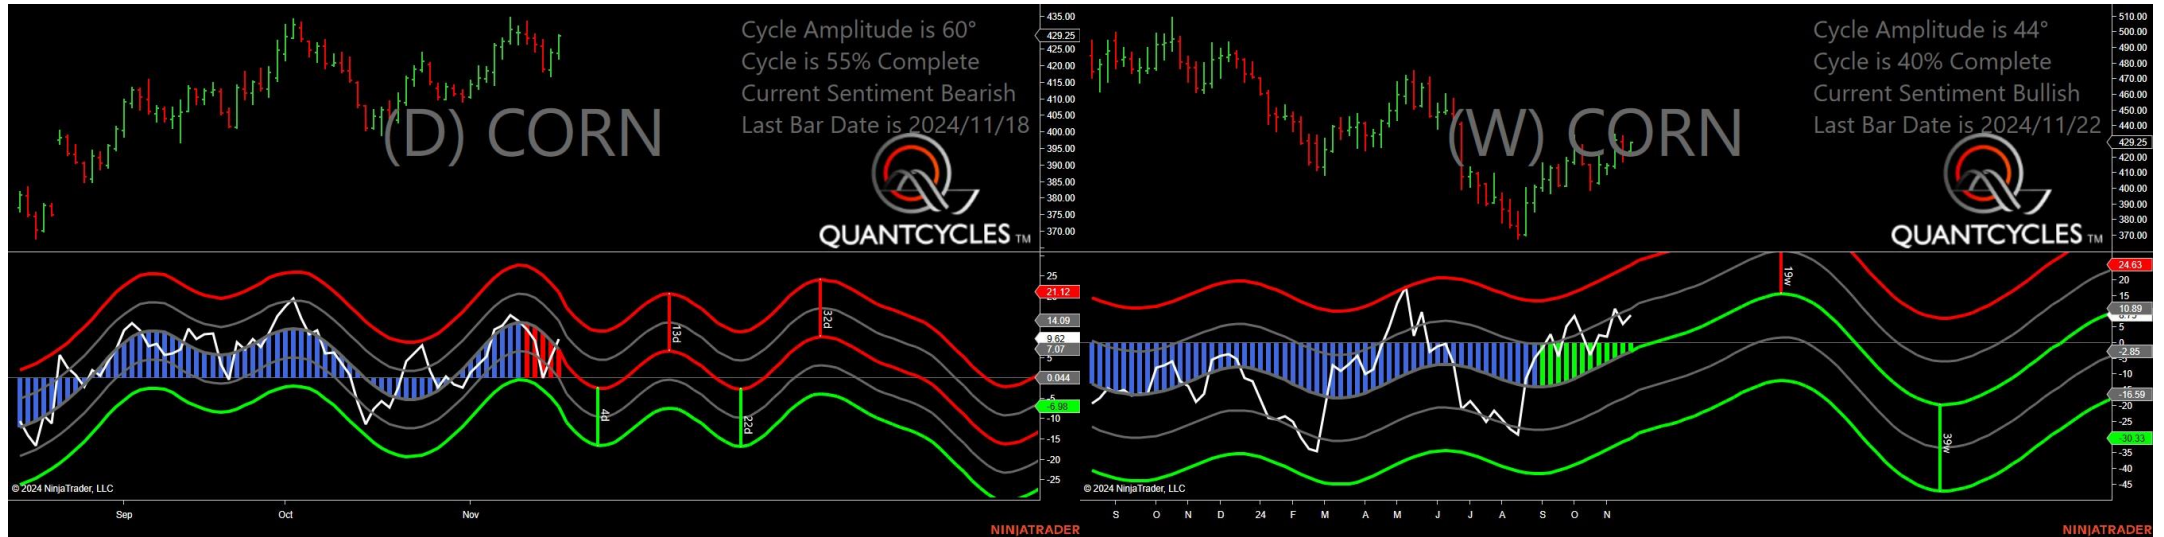 Cycle Amplitude is 60°
Cycle is 55% Complete
Current Sentiment Bearish
Last Bar Date is 2024/11/18
(D) CORN
QUANTCYCLES TM
435.00
429.25
425.00
420.00
415.00
410.00
405.00
400.00
395.00
390.00
385.00
380.00
375.00
370.00
25
21.12
14.09
9.62
7.07
5
0.044
-5
-6.98
-10
-15
-20
-25
4d
13d
22d
32d
© 2024 NinjaTrader, LLC
Sep Oct Nov
NINJATRADER
Cycle Amplitude is 44°
Cycle is 40% Complete
Current Sentiment Bullish
Last Bar Date is 2024/11/22
(W) CORN
QUANTCYCLES TM
510.00
500.00
490.00
480.00
470.00
460.00
450.00
440.00
429.25
420.00
410.00
400.00
390.00
380.00
370.00
24.63
20
15
10.89
5
0
-2.85
-10
-16.59
-20
-25
-30.33
-35
-40
-45
19w
39w
© 2024 NinjaTrader, LLC
S O N D 24 F M A M J J A S O N
NINJATRADER